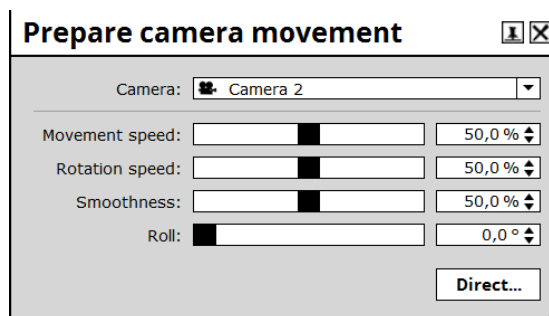 Prepare camera movement
Camera: Camera 2
Movement speed: 50,0 %
Rotation speed: 50,0 %
Smoothness: 50,0 %
Roll: 0,0 °
Direct...